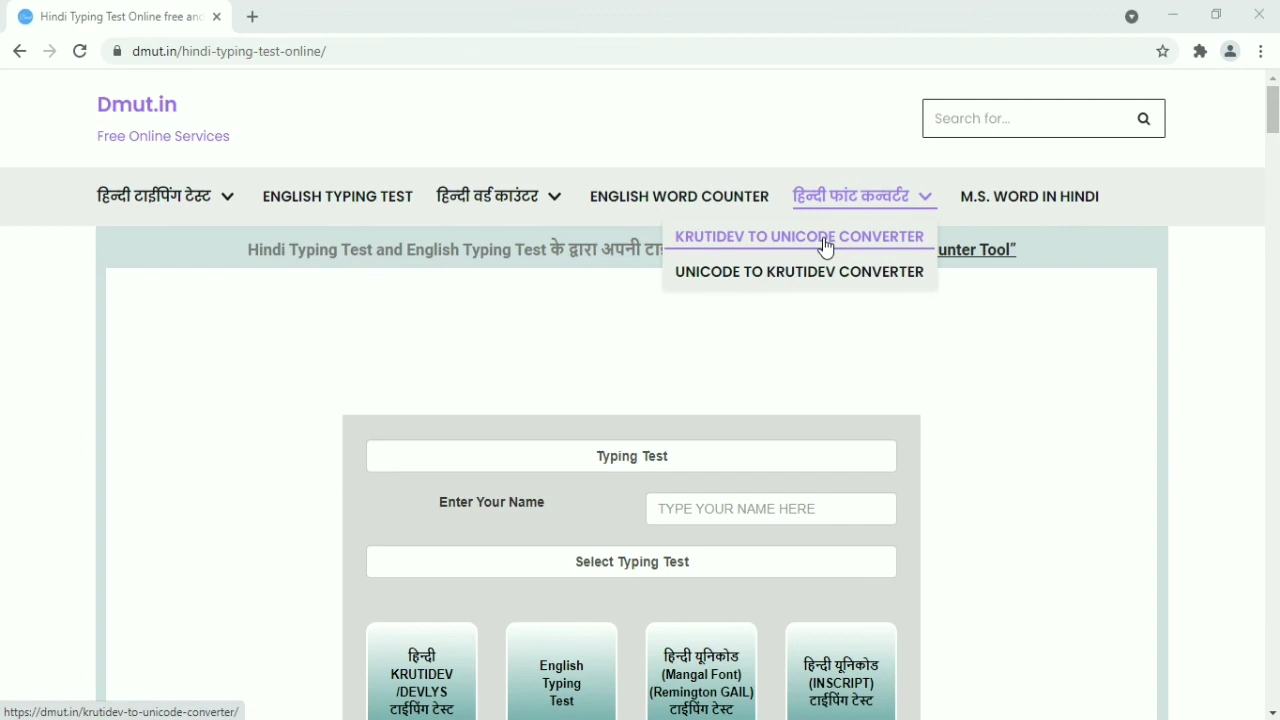 Hindi Typing Test Online free anc
dmut.in/hindi-typing-test-online/
Dmut.in
Free Online Services
Search for...
हिन्दी टाईपिंग टेस्ट
ENGLISH TYPING TEST
हिन्दी वर्ड काउंटर
ENGLISH WORD COUNTER
हिन्दी फांट कन्वर्टर
M.S. WORD IN HINDI
KRUTIDEV TO UNICODE CONVERTER
UNICODE TO KRUTIDEV CONVERTER
Hindi Typing Test and English Typing Test के द्वारा अपनी unter Tool”
Typing Test
Enter Your Name
TYPE YOUR NAME HERE
Select Typing Test
हिन्दी
KRUTIDEV
/DEVLYS
टाईपिंग टेस्ट
English
Typing
Test
हिन्दी यूनिकोड
(Mangal Font)
(Remington GAIL)
टाईपिंग टेस्ट
हिन्दी यूनिकोड
(INSCRIPT)
टाईपिंग टेस्ट
https://dmut.in/krutidev-to-unicode-converter/